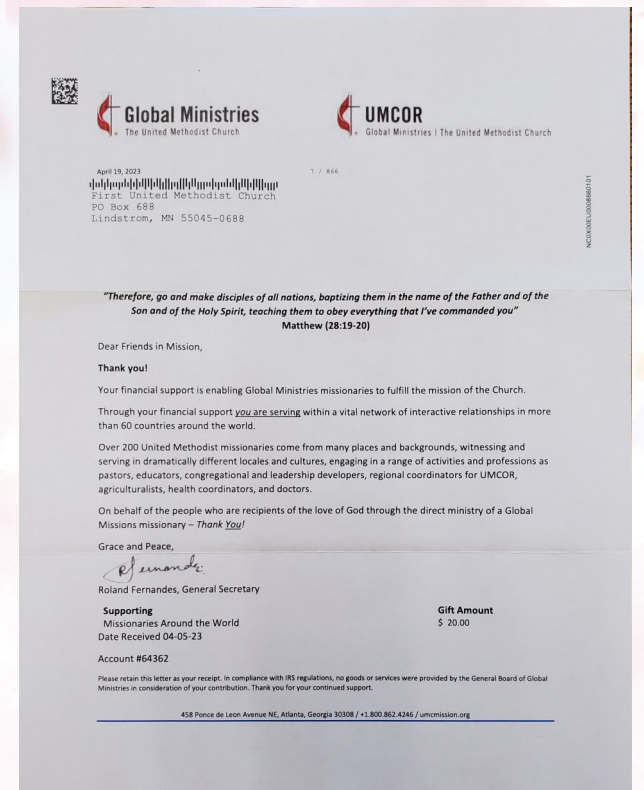 Global Ministries
The United Methodist Church
UMCOR
Global Ministries | The United Methodist Church
April 19, 2023
7 / 866
First United Methodist Church
PO Box 688
Lindstrom, MN 55045-0688
NC0X00EU0008660101
"Therefore, go and make disciples of all nations, baptizing them in the name of the Father and of the
Son and of the Holy Spirit, teaching them to obey everything that I've commanded you"
Matthew (28:19-20)
Dear Friends in Mission,
Thank you!
Your financial support is enabling Global Ministries missionaries to fulfill the mission of the Church.
Through your financial support you are serving within a vital network of interactive relationships in more
than 60 countries around the world.
Over 200 United Methodist missionaries come from many places and backgrounds, witnessing and
serving in dramatically different locales and cultures, engaging in a range of activities and professions as
pastors, educators, congregational and leadership developers, regional coordinators for UMCOR,
agriculturalists, health coordinators, and doctors.
On behalf of the people who are recipients of the love of God through the direct ministry of a Global
Missions missionary – Thank You!
Grace and Peace,
RFernandes
Roland Fernandes, General Secretary
Supporting
Gift Amount
Missionaries Around the World
$ 20.00
Date Received 04-05-23
Account #64362
Please retain this letter as your receipt. In compliance with IRS regulations, no goods or services were provided by the General Board of Global
Ministries in consideration of your contribution. Thank you for your continued support.
458 Ponce de Leon Avenue NE, Atlanta, Georgia 30308 / +1.800.862.4246 / umcmission.org